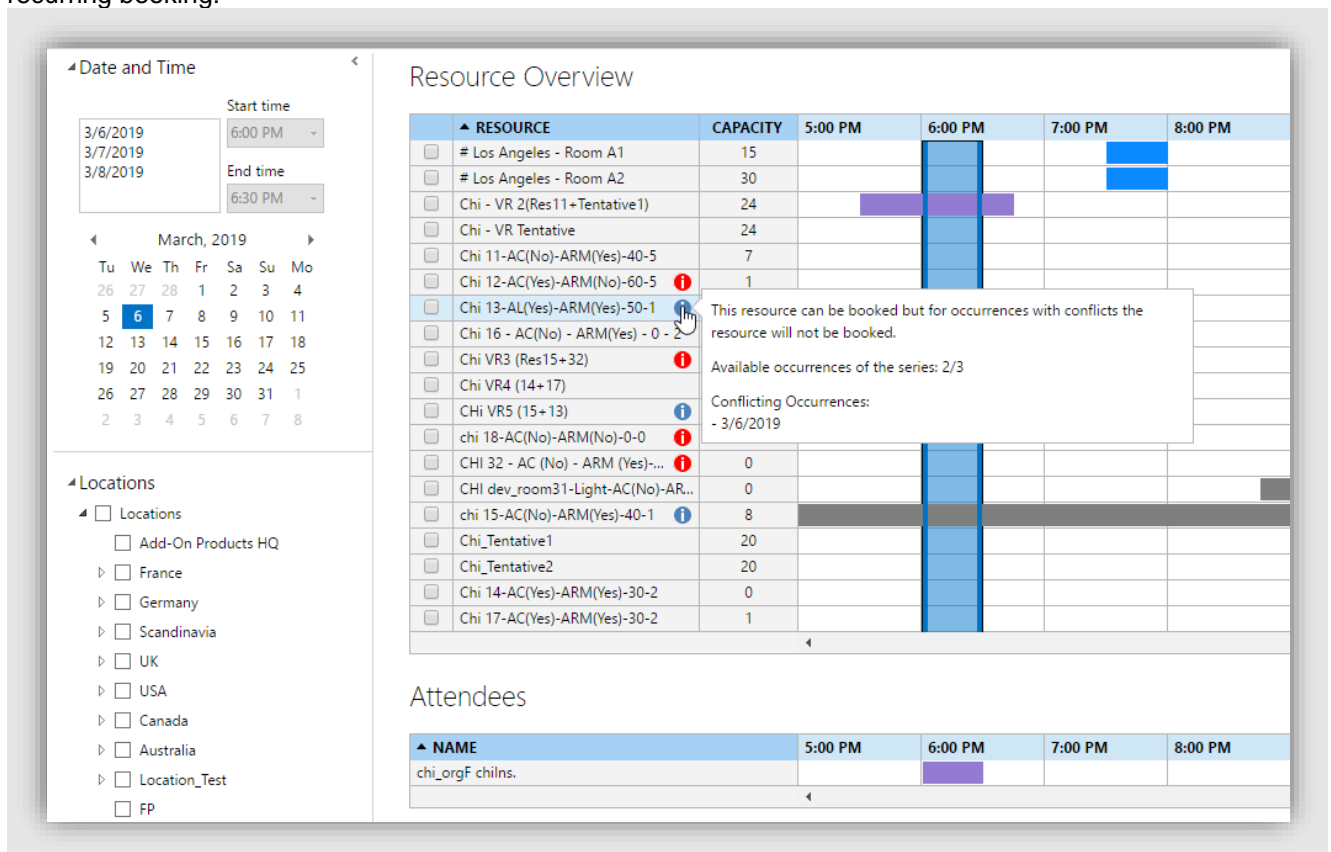 recurring booking.
Date and Time
Start time
3/6/2019
3/7/2019
3/8/2019
6:00 PM
End time
6:30 PM
March, 2019
Tu We Th Fr Sa Su Mo
26 27 28 1 2 3 4
5 6 7 8 9 10 11
12 13 14 15 16 17 18
19 20 21 22 23 24 25
26 27 28 29 30 31 1
2 3 4 5 6 7 8
Locations
Locations
Add-On Products HQ
France
Germany
Scandinavia
UK
USA
Canada
Australia
Location_Test
FP
Resource Overview
RESOURCE CAPACITY 5:00 PM 6:00 PM 7:00 PM 8:00 PM
# Los Angeles - Room A1 15
# Los Angeles - Room A2 30
Chi - VR 2(Res11+Tentative1) 24
Chi - VR Tentative 24
Chi 11-AC(No)-ARM(Yes)-40-5 7
Chi 12-AC(Yes)-ARM(No)-60-5 1
Chi 13-AL(Yes)-ARM(Yes)-50-1
Chi 16 - AC(No) - ARM(Yes) - 0 - 2
Chi VR3 (Res15+32)
Chi VR4 (14+17)
CHi VR5 (15+13)
chi 18-AC(No)-ARM(No)-0-0
CHI 32 - AC (No) - ARM (Yes)-... 0
CHI dev_room31-Light-AC(No)-AR... 0
chi 15-AC(No)-ARM(Yes)-40-1 8
Chi_Tentative1 20
Chi_Tentative2 20
Chi 14-AC(Yes)-ARM(Yes)-30-2 0
Chi 17-AC(Yes)-ARM(Yes)-30-2 1
This resource can be booked but for occurrences with conflicts the
resource will not be booked.
Available occurrences of the series: 2/3
Conflicting Occurrences:
- 3/6/2019
Attendees
NAME 5:00 PM 6:00 PM 7:00 PM 8:00 PM
chi_orgF chilns.